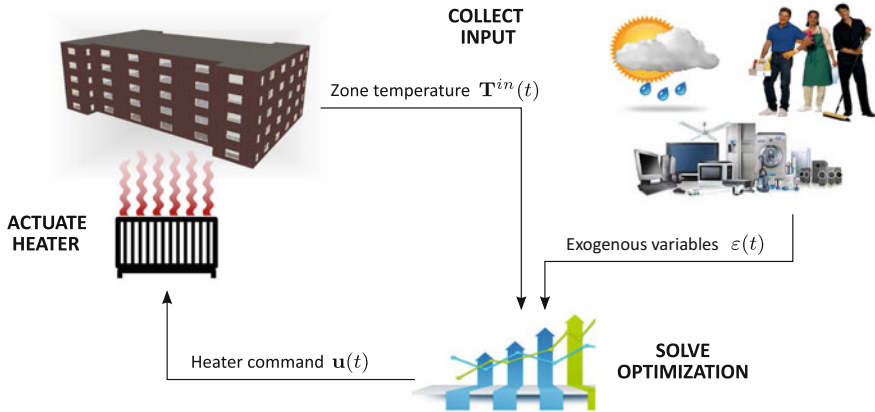 COLLECT
INPUT
Zone temperature T^{in}(t)
ACTUATE
HEATER
Exogenous variables ε(t)
Heater command u(t)
SOLVE
OPTIMIZATION